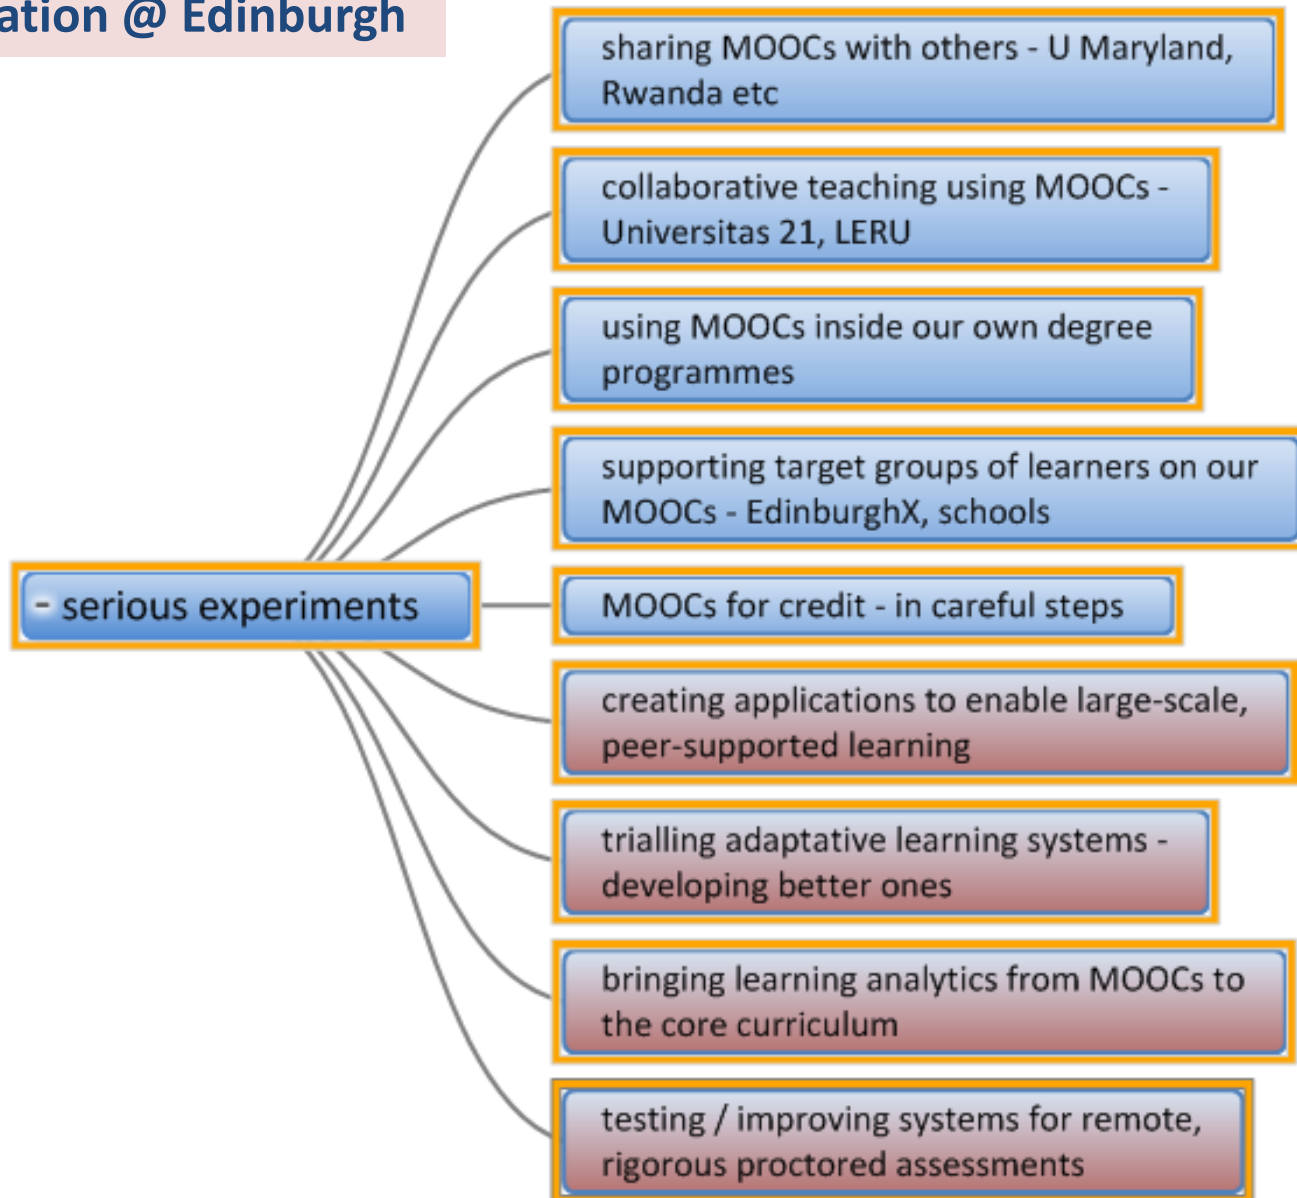 ation @ Edinburgh
sharing MOOCs with others - U Maryland,
Rwanda etc
collaborative teaching using MOOCs -
Universitas 21, LERU
using MOOCs inside our own degree
programmes
supporting target groups of learners on our
MOOCs - EdinburghX, schools
- serious experiments
MOOCs for credit - in careful steps
creating applications to enable large-scale,
peer-supported learning
trialling adaptative learning systems -
developing better ones
bringing learning analytics from MOOCs to
the core curriculum
testing / improving systems for remote,
rigorous proctored assessments